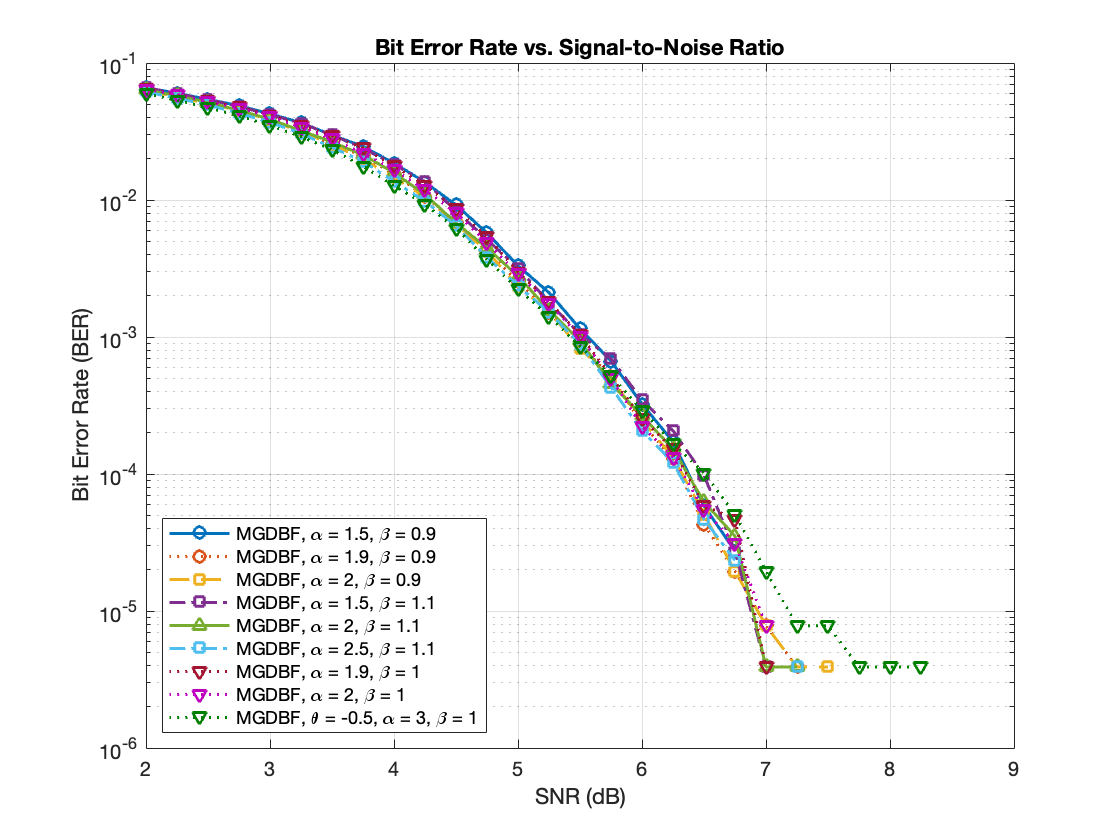 Bit Error Rate vs. Signal-to-Noise Ratio
10^-1
10^-2
10^-3
10^-4
10^-5
10^-6
Bit Error Rate (BER)
MGDBF, α = 1.5, β = 0.9
MGDBF, α = 1.9, β = 0.9
MGDBF, α = 2, β = 0.9
MGDBF, α = 1.5, β = 1.1
MGDBF, α = 2, β = 1.1
MGDBF, α = 2.5, β = 1.1
MGDBF, α = 1.9, β = 1
MGDBF, α = 2, β = 1
MGDBF, θ = -0.5, α = 3, β = 1
2 3 4 5 6 7 8 9
SNR (dB)